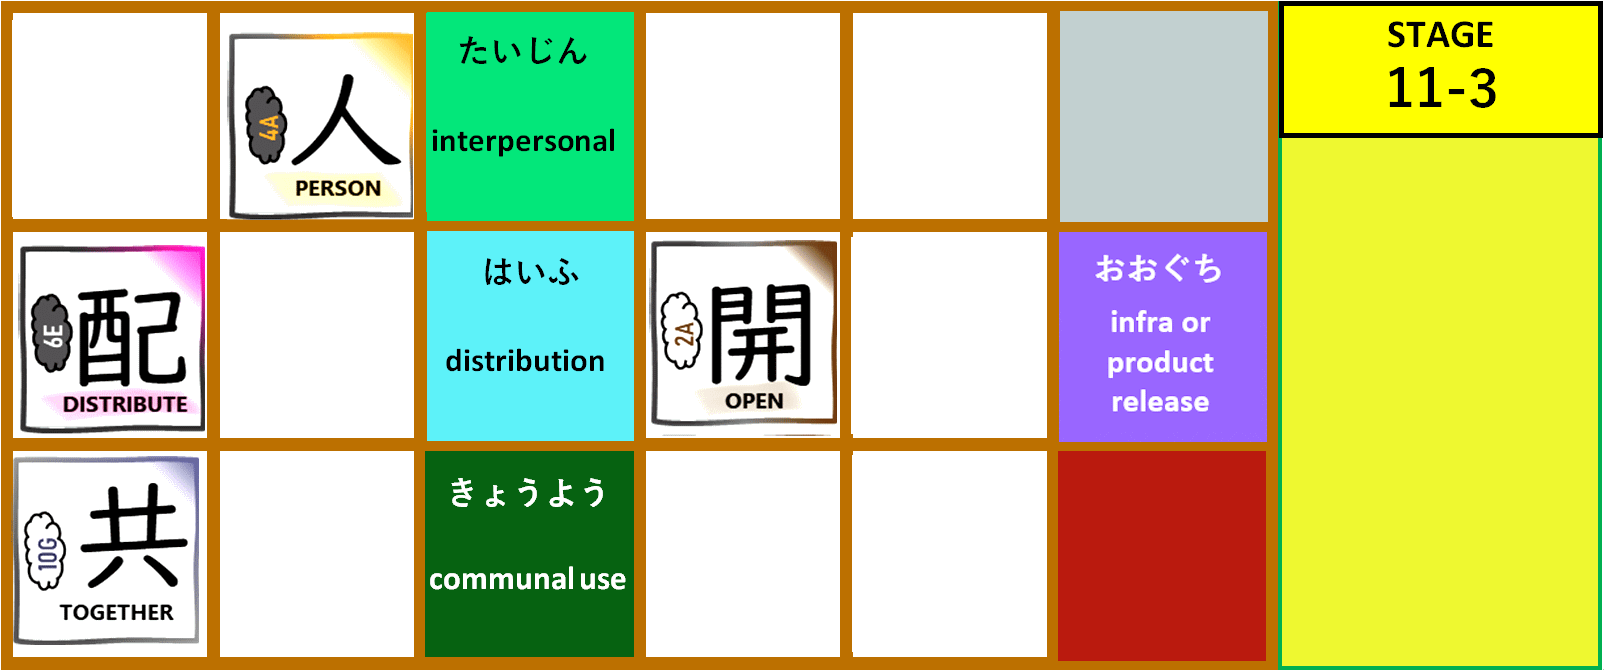 人
4A
PERSON
たいじん
interpersonal
STAGE
11-3
配
6E
DISTRIBUTE
はいふ
distribution
開
2A
OPEN
おおぐち
infra or
product
release
共
10G
TOGETHER
きょうよう
communal use